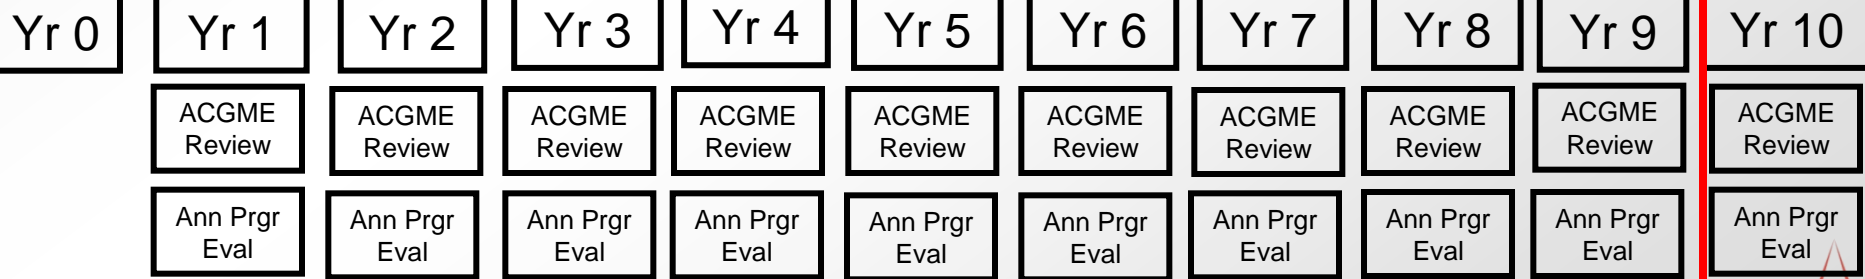 Yr 0 Yr 1 Yr 2 Yr 3 Yr 4 Yr 5 Yr 6 Yr 7 Yr 8 Yr 9 Yr 10
ACGME ACGME ACGME ACGME ACGME ACGME ACGME ACGME ACGME ACGME
Review Review Review Review Review Review Review Review Review Review
Ann Prgr Ann Prgr Ann Prgr Ann Prgr Ann Prgr Ann Prgr Ann Prgr Ann Prgr Ann Prgr Ann Prgr
Eval Eval Eval Eval Eval Eval Eval Eval Eval Eval